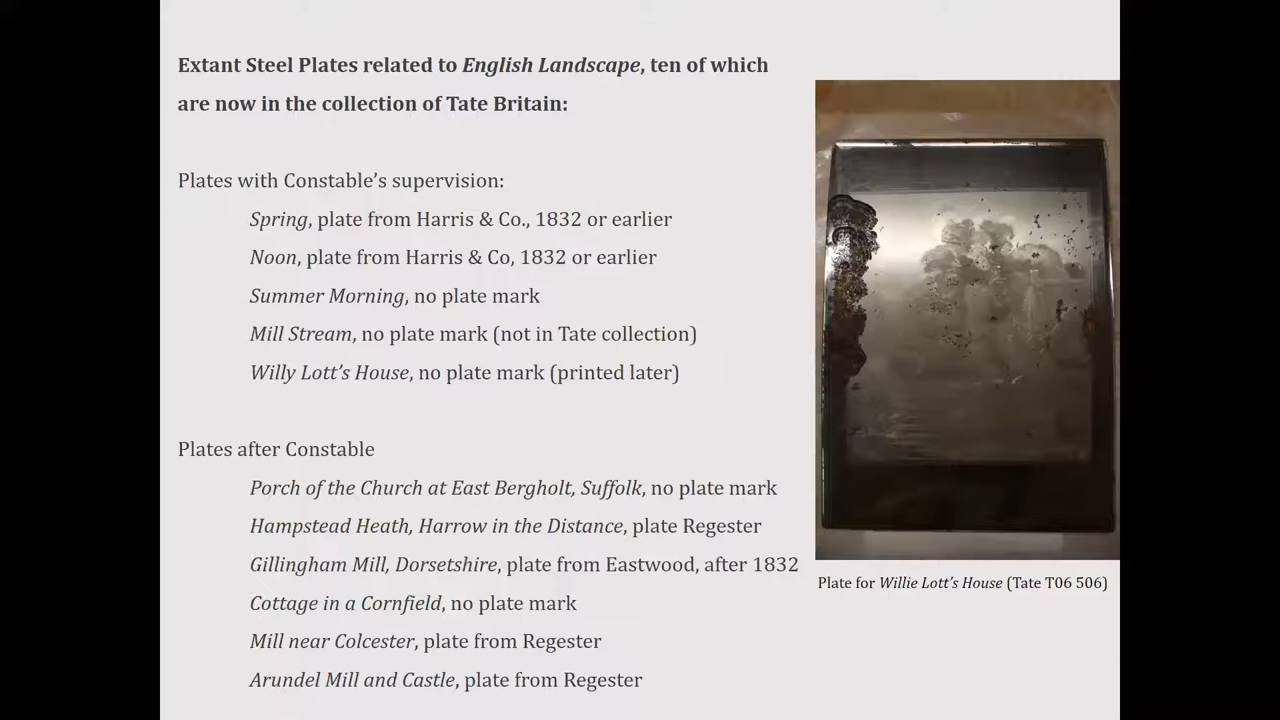 Extant Steel Plates related to English Landscape, ten of which
are now in the collection of Tate Britain:
Plates with Constable's supervision:
Spring, plate from Harris & Co., 1832 or earlier
Noon, plate from Harris & Co, 1832 or earlier
Summer Morning, no plate mark
Mill Stream, no plate mark (not in Tate collection)
Willy Lott's House, no plate mark (printed later)
Plates after Constable
Porch of the Church at East Bergholt, Suffolk, no plate mark
Hampstead Heath, Harrow in the Distance, plate Regester
Gillingham Mill, Dorsetshire, plate from Eastwood, after 1832
Cottage in a Cornfield, no plate mark
Mill near Colcester, plate from Regester
Arundel Mill and Castle, plate from Regester
Plate for Willie Lott's House (Tate T06 506)